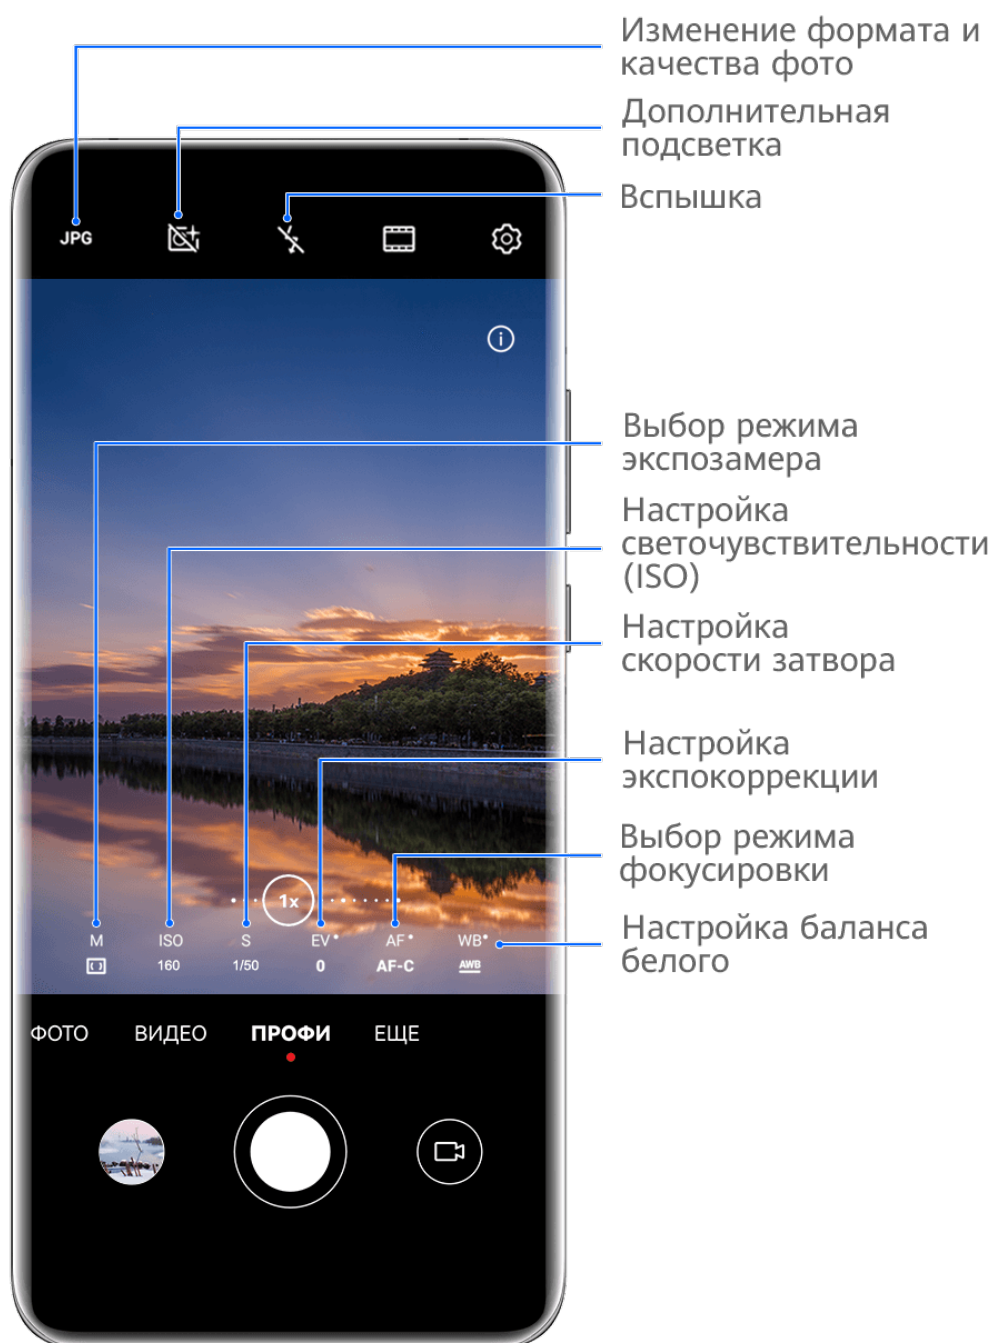 Изменение формата и
качества фото
Дополнительная
подсветка
Вспышка
JPG
Выбор режима
экспозамера
Настройка
светочувствительности
(ISO)
Настройка
скорости затвора
Настройка
экспокоррекции
Выбор режима
фокусировки
Настройка баланса
белого
1x
M ISO S EV AF WB
160 1/50 0 AF-C AWB
ФОТО ВИДЕО ПРОФИ ЕЩЕ